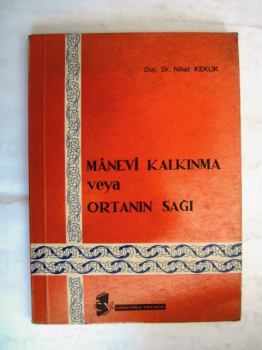 Doç. Dr. Nihat KEKLİK
MÂNEVÎ KALKINMA
veya
ORTANIN SAĞI